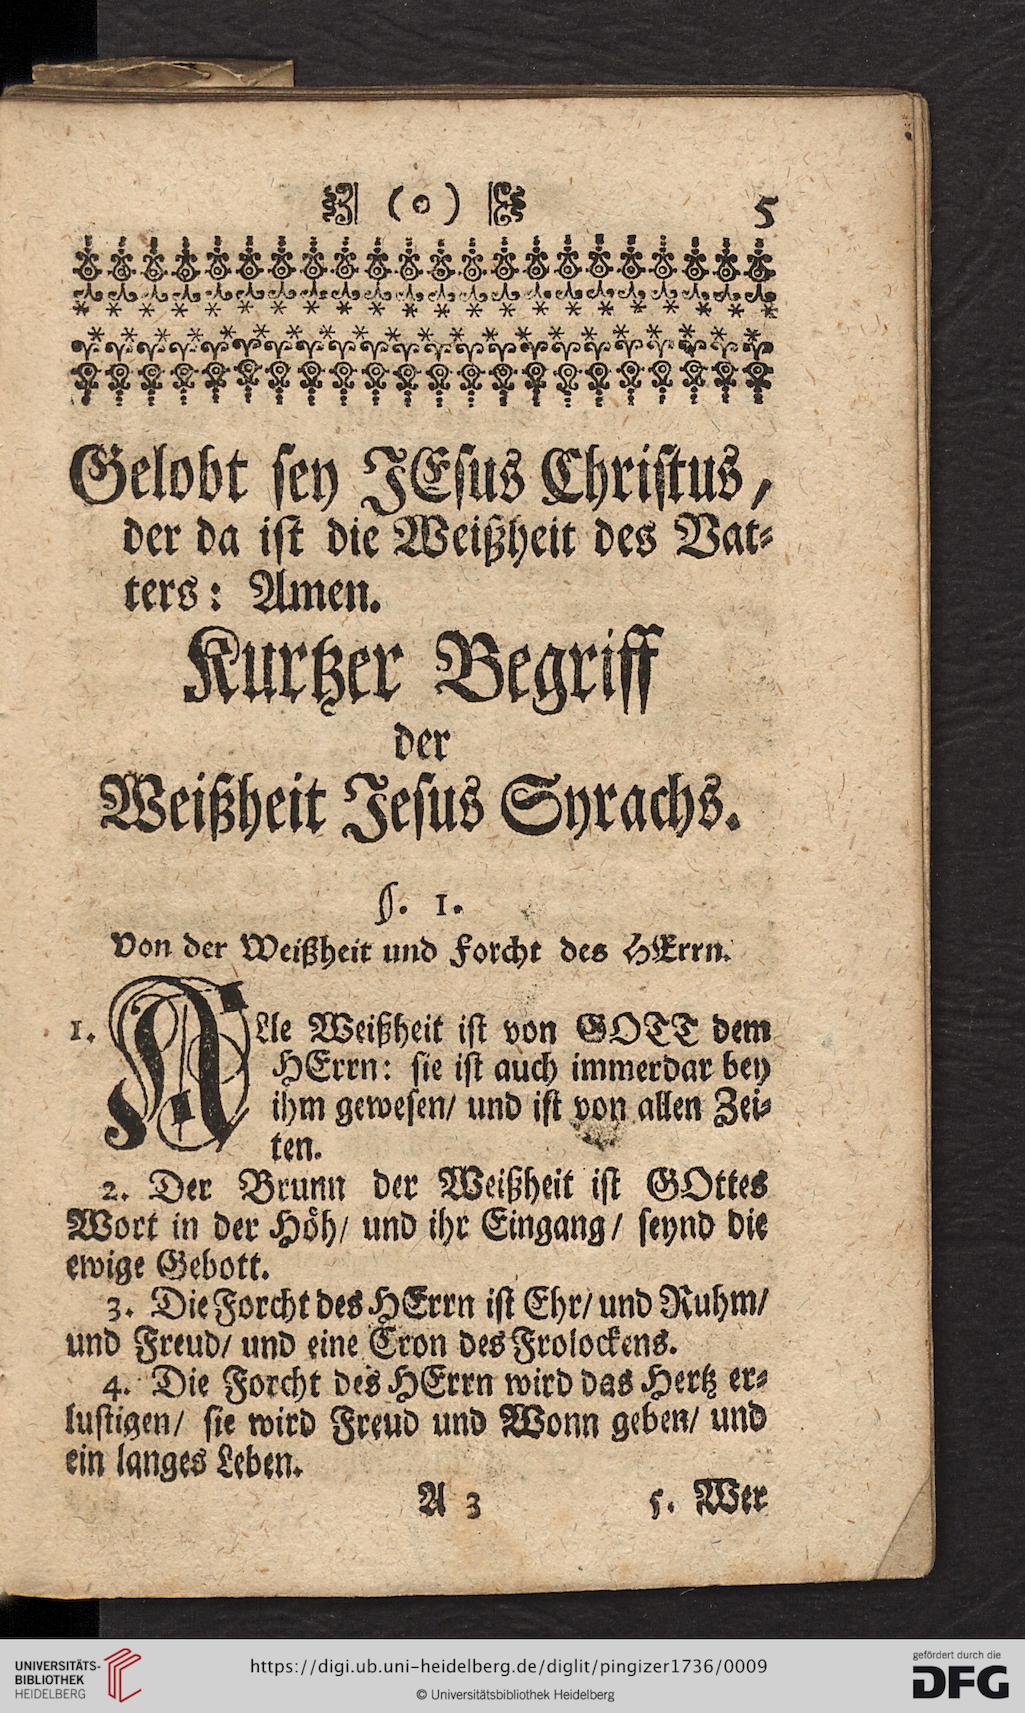 ( o ) 5
Gelobt sey JEsus Christus,
der da ist die Weißheit des Vat⸗
ters: Amen.
Kurtzer Begriff
der
Weißheit Jesus Syrachs.
§. 1.
Von der Weißheit und Forcht des HErrn.
1. ALle Weißheit ist von GOTT dem
HErrn: sie ist auch immerdar bey
ihm gewesen/ und ist von allen Zei⸗
ten.
2. Der Brunn der Weißheit ist GOttes
Wort in der Höh/ und ihr Eingang/ seynd die
ewige Gebott.
3. Die Forcht des HErrn ist Ehr/ und Ruhm/
und Freud/ und eine Cron des Frolockens.
4. Die Forcht des HErrn wird das Hertz er⸗
lustigen/ sie wird Freud und Wonn geben/ und
ein langes Leben.
A 3 5. Wer
UNIVERSITÄTS-
BIBLIOTHEK
HEIDELBERG
https://digi.ub.uni-heidelberg.de/diglit/pingizer1736/0009
© Universitätsbibliothek Heidelberg
gefördert durch die
DFG